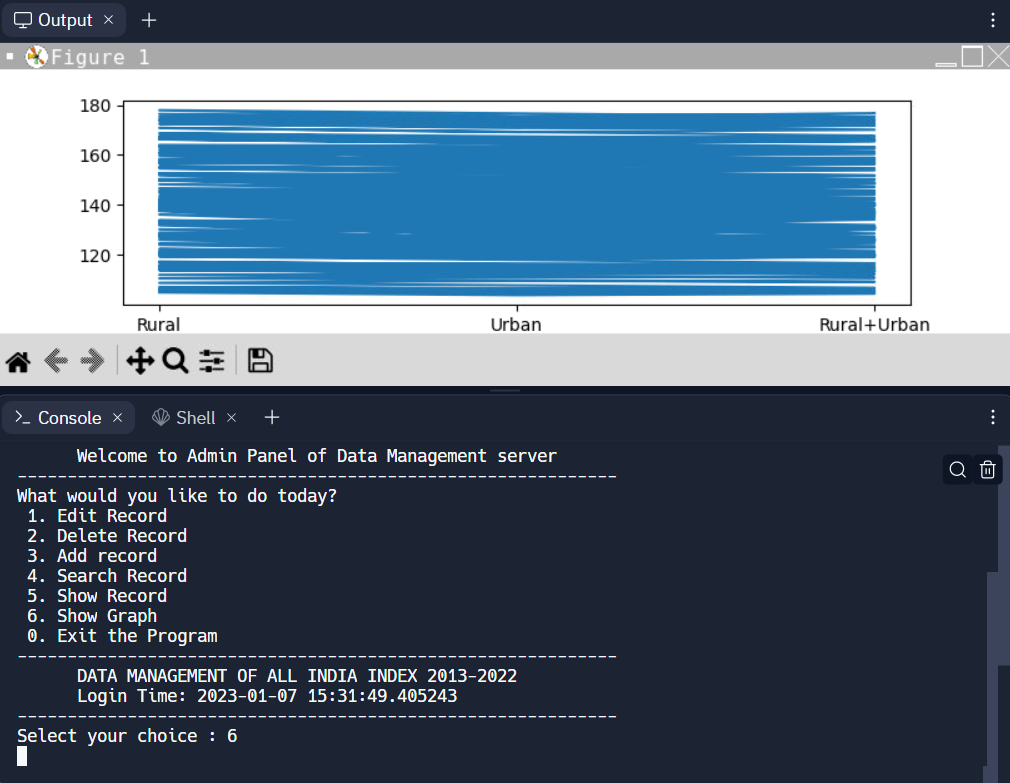 Output
Figure 1
180
160
140
120
Rural Urban Rural+Urban
Console Shell
Welcome to Admin Panel of Data Management server
------------------------------------------------------------
What would you like to do today?
1. Edit Record
2. Delete Record
3. Add record
4. Search Record
5. Show Record
6. Show Graph
0. Exit the Program
------------------------------------------------------------
DATA MANAGEMENT OF ALL INDIA INDEX 2013-2022
Login Time: 2023-01-07 15:31:49.405243
------------------------------------------------------------
Select your choice : 6